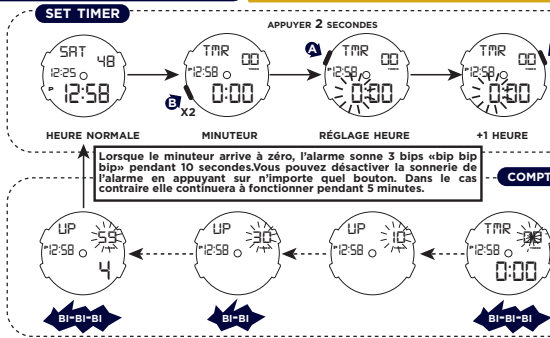 SET TIMER
APPUYER 2 SECONDES
SAT 48
12:25
P 12:58
TMR 00
P 12:58
0:00
B X2
A
TMR 00
P 12:58
0:00
TMR 00
P 12:58
0:00
HEURE NORMALE
MINUTEUR
RÉGLAGE HEURE
+1 HEURE
Lorsque le minuteur arrive à zéro, l'alarme sonne 3 bips «bip bip
bip» pendant 10 secondes.Vous pouvez désactiver la sonnerie de
l'alarme en appuyant sur n'importe quel bouton. Dans le cas
contraire elle continuera à fonctionner pendant 5 minutes.
COMPT
UP 59
P 12:58
4
UP 30
P 12:58
UP 10
P 12:58
TMR
P 12:58
0:00
BI-BI-BI
BI-BI
BI-BI-BI